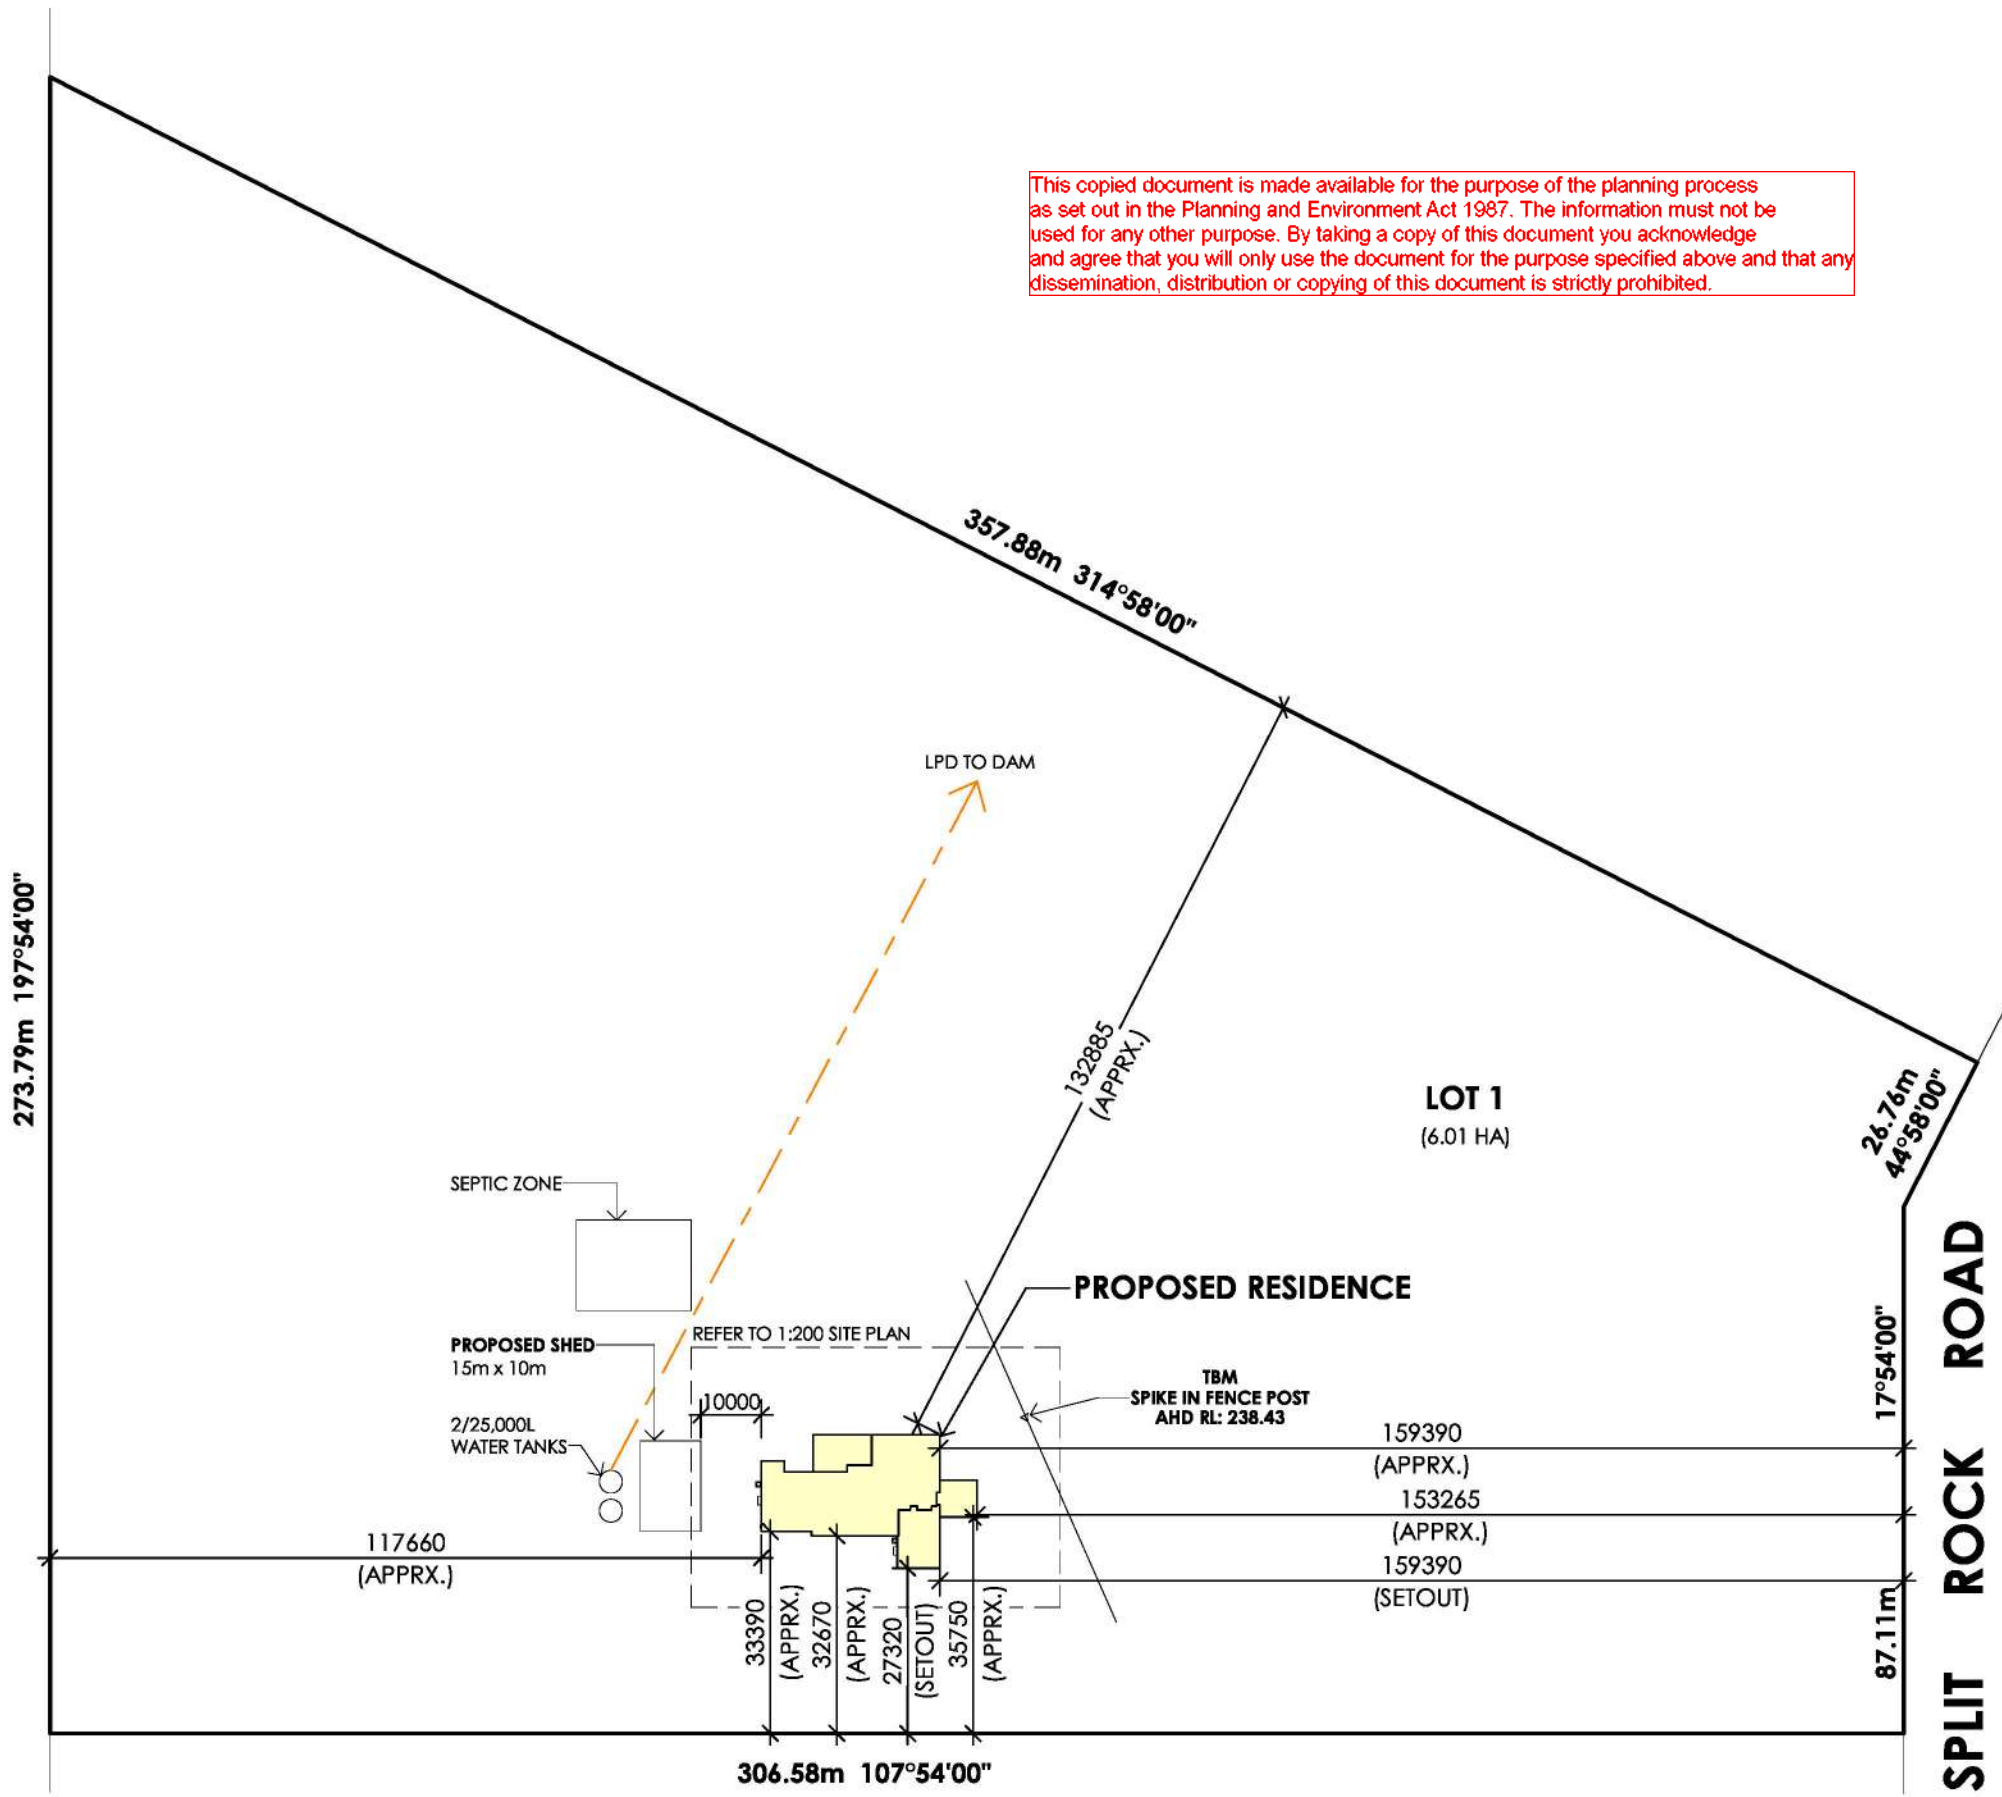 This copied document is made available for the purpose of the planning process
as set out in the Planning and Environment Act 1987. The information must not be
used for any other purpose. By taking a copy of this document you acknowledge
and agree that you will only use the document for the purpose specified above and that any
dissemination, distribution or copying of this document is strictly prohibited.
357.88m 314°58'00"
LPD TO DAM
273.79m 197°54'00"
132885
(APPRX.)
LOT 1
(6.01 HA)
26.76m
44°58'00"
SEPTIC ZONE
PROPOSED RESIDENCE
REFER TO 1:200 SITE PLAN
PROPOSED SHED
15m x 10m
TBM
SPIKE IN FENCE POST
AHD RL: 238.43
10000
2/25,000L
WATER TANKS
17°54'00"
87.11m
SPLIT ROCK ROAD
159390
(APPRX.)
153265
(APPRX.)
159390
(SETOUT)
117660
(APPRX.)
33390
(APPRX.)
32670
(APPRX.)
27320
(SETOUT)
35750
(APPRX.)
306.58m 107°54'00"